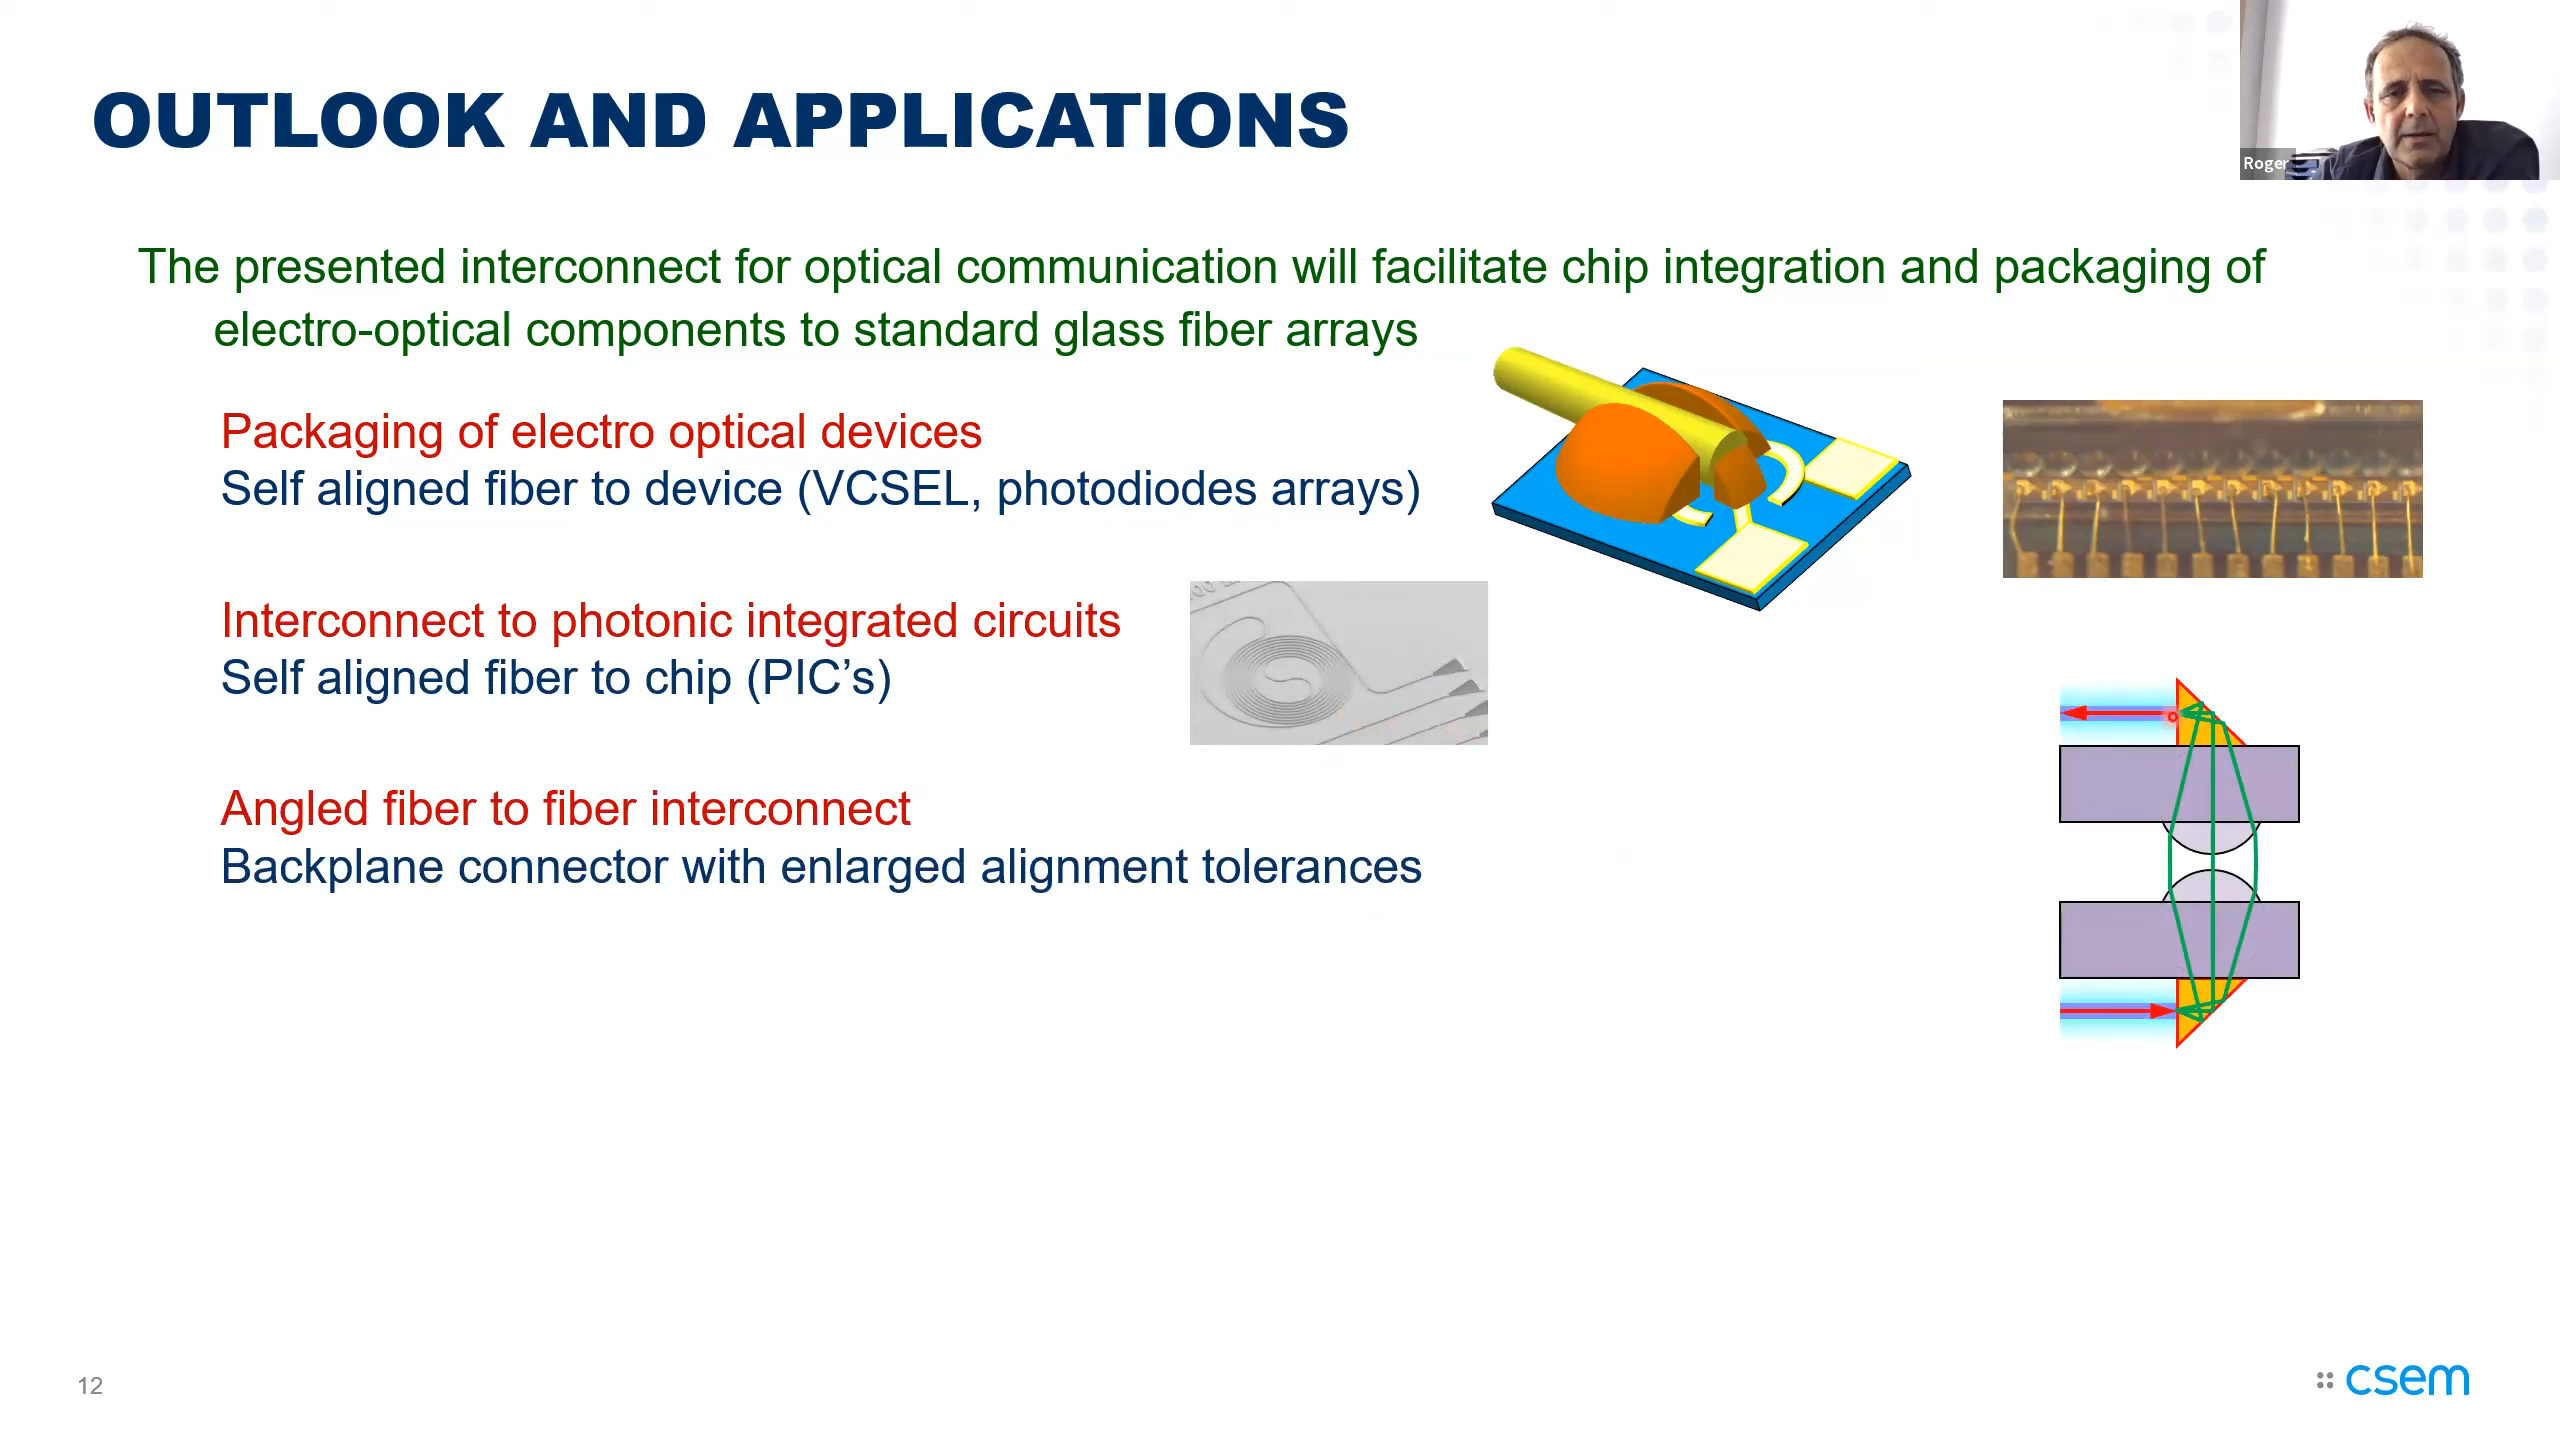 OUTLOOK AND APPLICATIONS
Roger
The presented interconnect for optical communication will facilitate chip integration and packaging of
electro-optical components to standard glass fiber arrays
Packaging of electro optical devices
Self aligned fiber to device (VCSEL, photodiodes arrays)
Interconnect to photonic integrated circuits
Self aligned fiber to chip (PIC’s)
Angled fiber to fiber interconnect
Backplane connector with enlarged alignment tolerances
12
csem